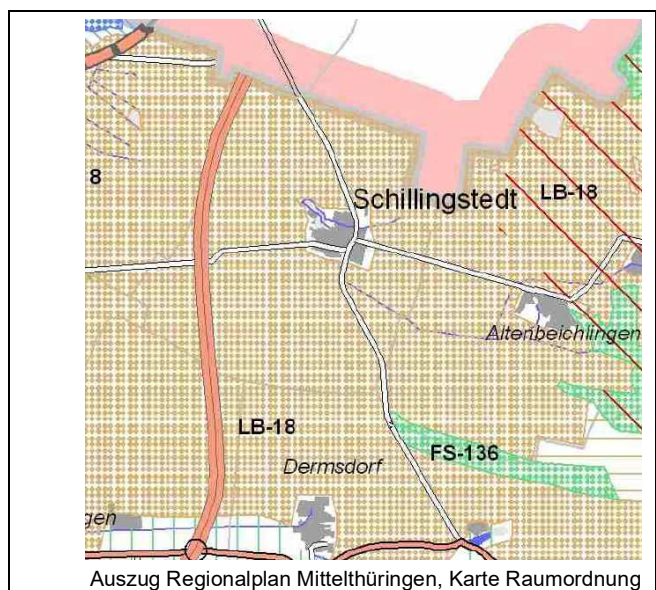 8
Schillingstedt
LB-18
Altenbeichlingen
LB-18
FS-136
Dermsdorf
gen
Auszug Regionalplan Mittelthüringen, Karte Raumordnung